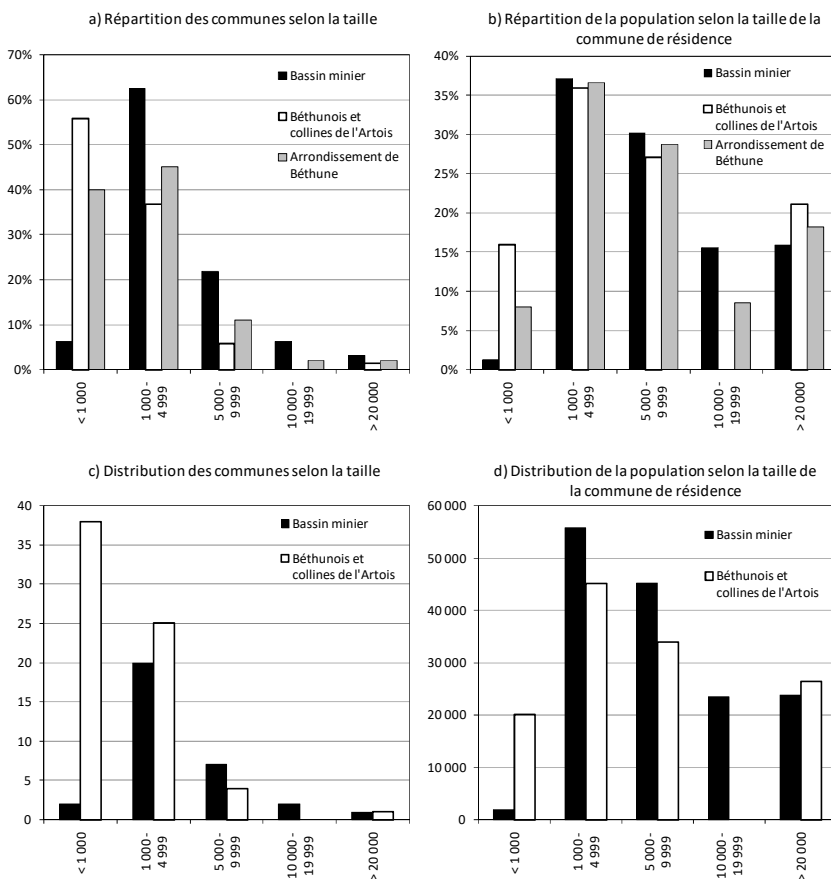 a) Répartition des communes selon la taille
70%
60%
50%
40%
30%
20%
10%
0%
Bassin minier
Béthunois et
collines de l'Artois
Arrondissement de
Béthune
< 1 000
1 000 -
4 999
5 000 -
9 999
10 000 -
19 999
> 20 000
b) Répartition de la population selon la taille de la
commune de résidence
40%
35%
30%
25%
20%
15%
10%
5%
0%
Bassin minier
Béthunois et
collines de l'Artois
Arrondissement de
Béthune
< 1 000
1 000 -
4 999
5 000 -
9 999
10 000 -
19 999
> 20 000
c) Distribution des communes selon la taille
40
35
30
25
20
15
10
5
0
Bassin minier
Béthunois et
collines de l'Artois
< 1 000
1 000 -
4 999
5 000 -
9 999
10 000 -
19 999
> 20 000
d) Distribution de la population selon la taille de
la commune de résidence
60 000
50 000
40 000
30 000
20 000
10 000
0
Bassin minier
Béthunois et
collines de l'Artois
< 1 000
1 000 -
4 999
5 000 -
9 999
10 000 -
19 999
> 20 000